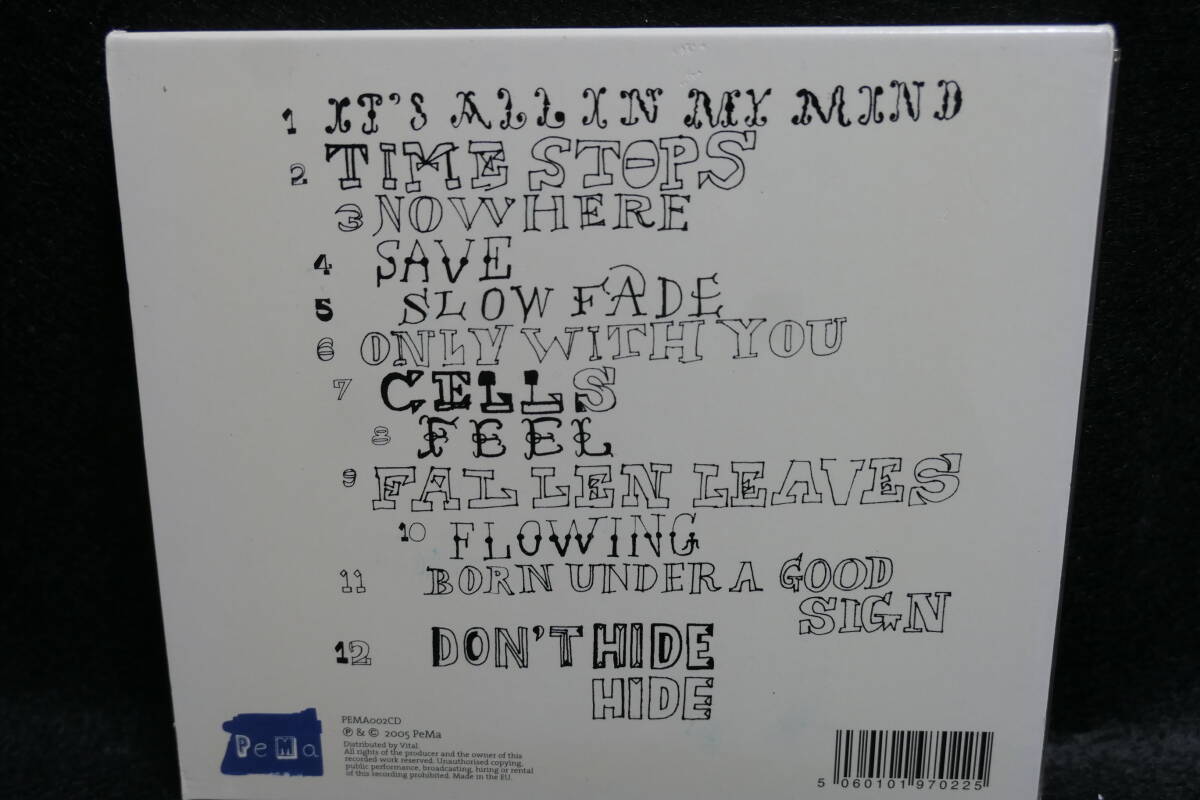 1 IT'S ALL IN MY MIND
2 TIME STOPS
3 NOWHERE
4 SAVE
5 SLOW FADE
6 ONLY WITH YOU
7 CELLS
8 FEEL
9 FALLEN LEAVES
10 FLOWING
11 BORN UNDER A GOOD
SIGN
12 DON'T HIDE
HIDE
PeMa
PEMA002CD
℗ & © 2005 PeMa
Distributed by Vital.
All rights of the producer and the owner of this
recorded work reserved. Unauthorised copying,
public performance, broadcasting, hiring or rental
of this recording prohibited. Made in the EU.
5 060101 970225